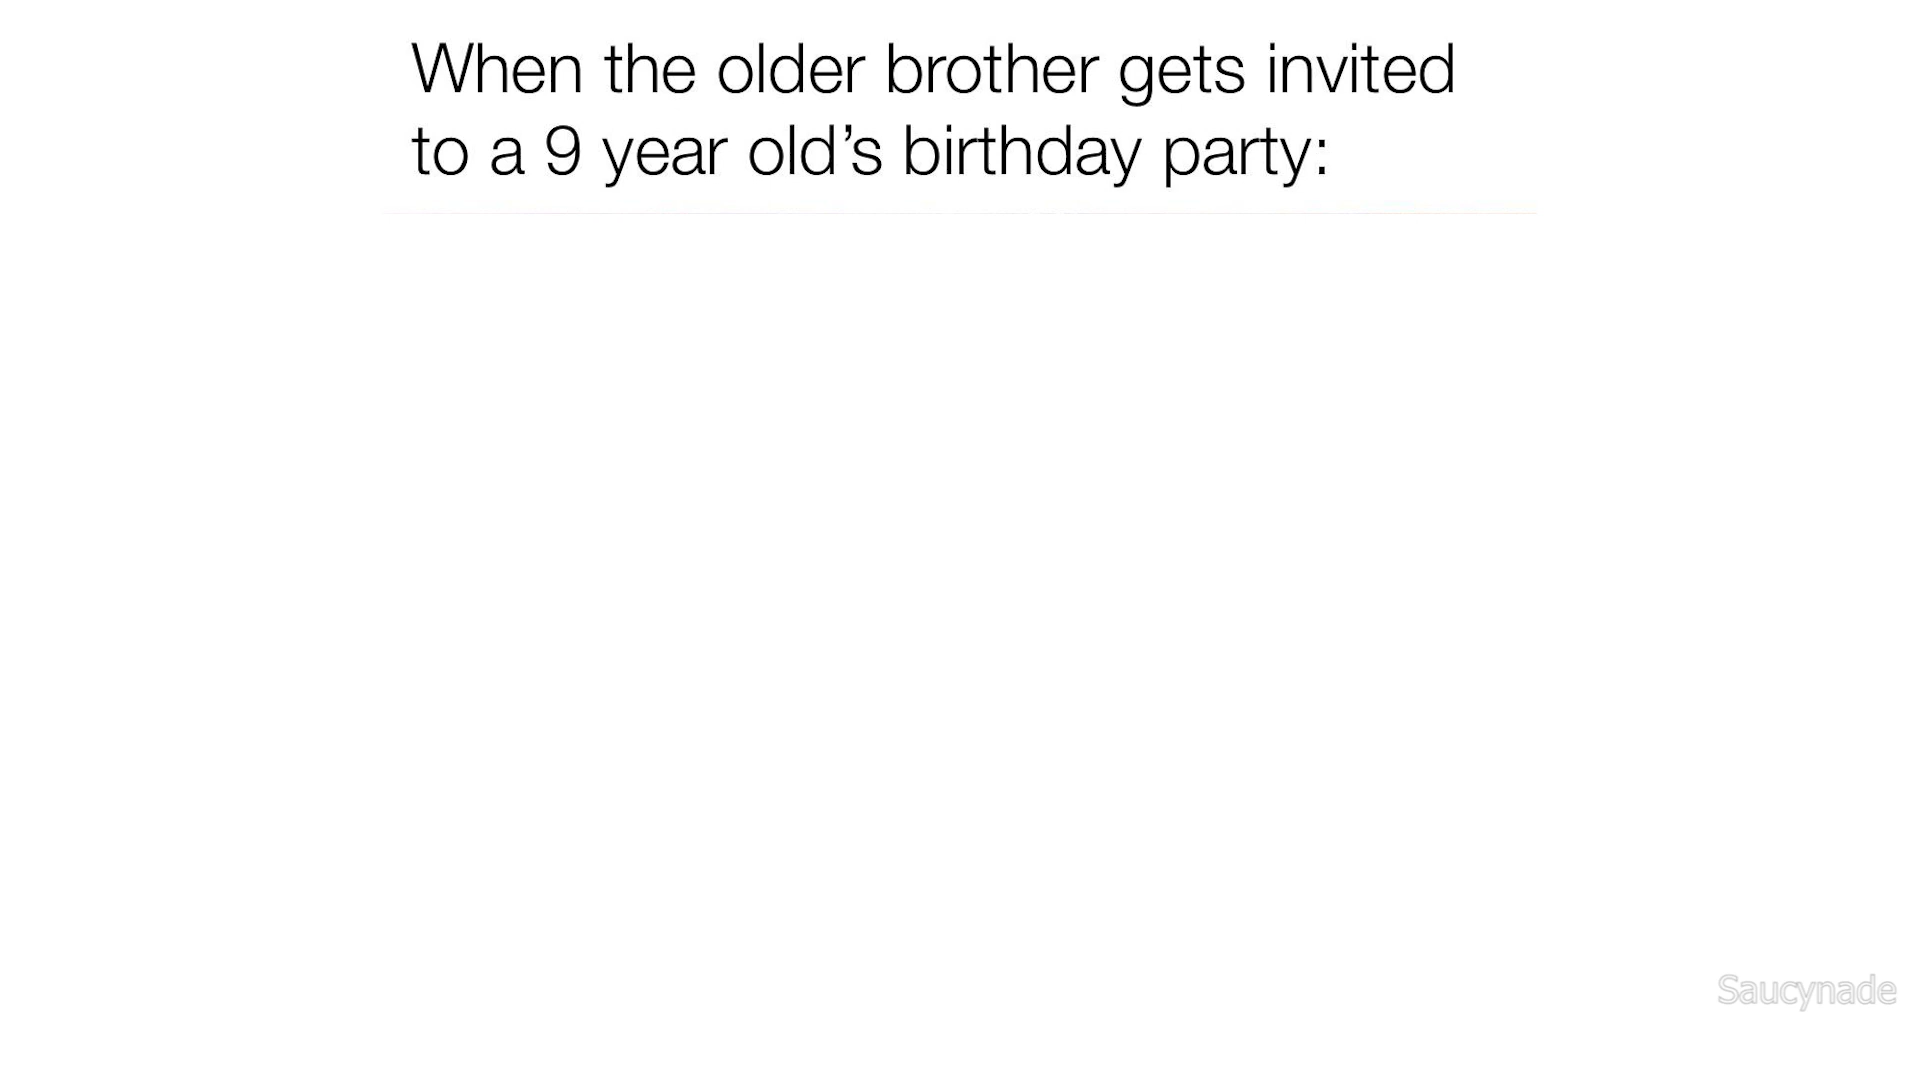 When the older brother gets invited
to a 9 year old’s birthday party:
Saucynade